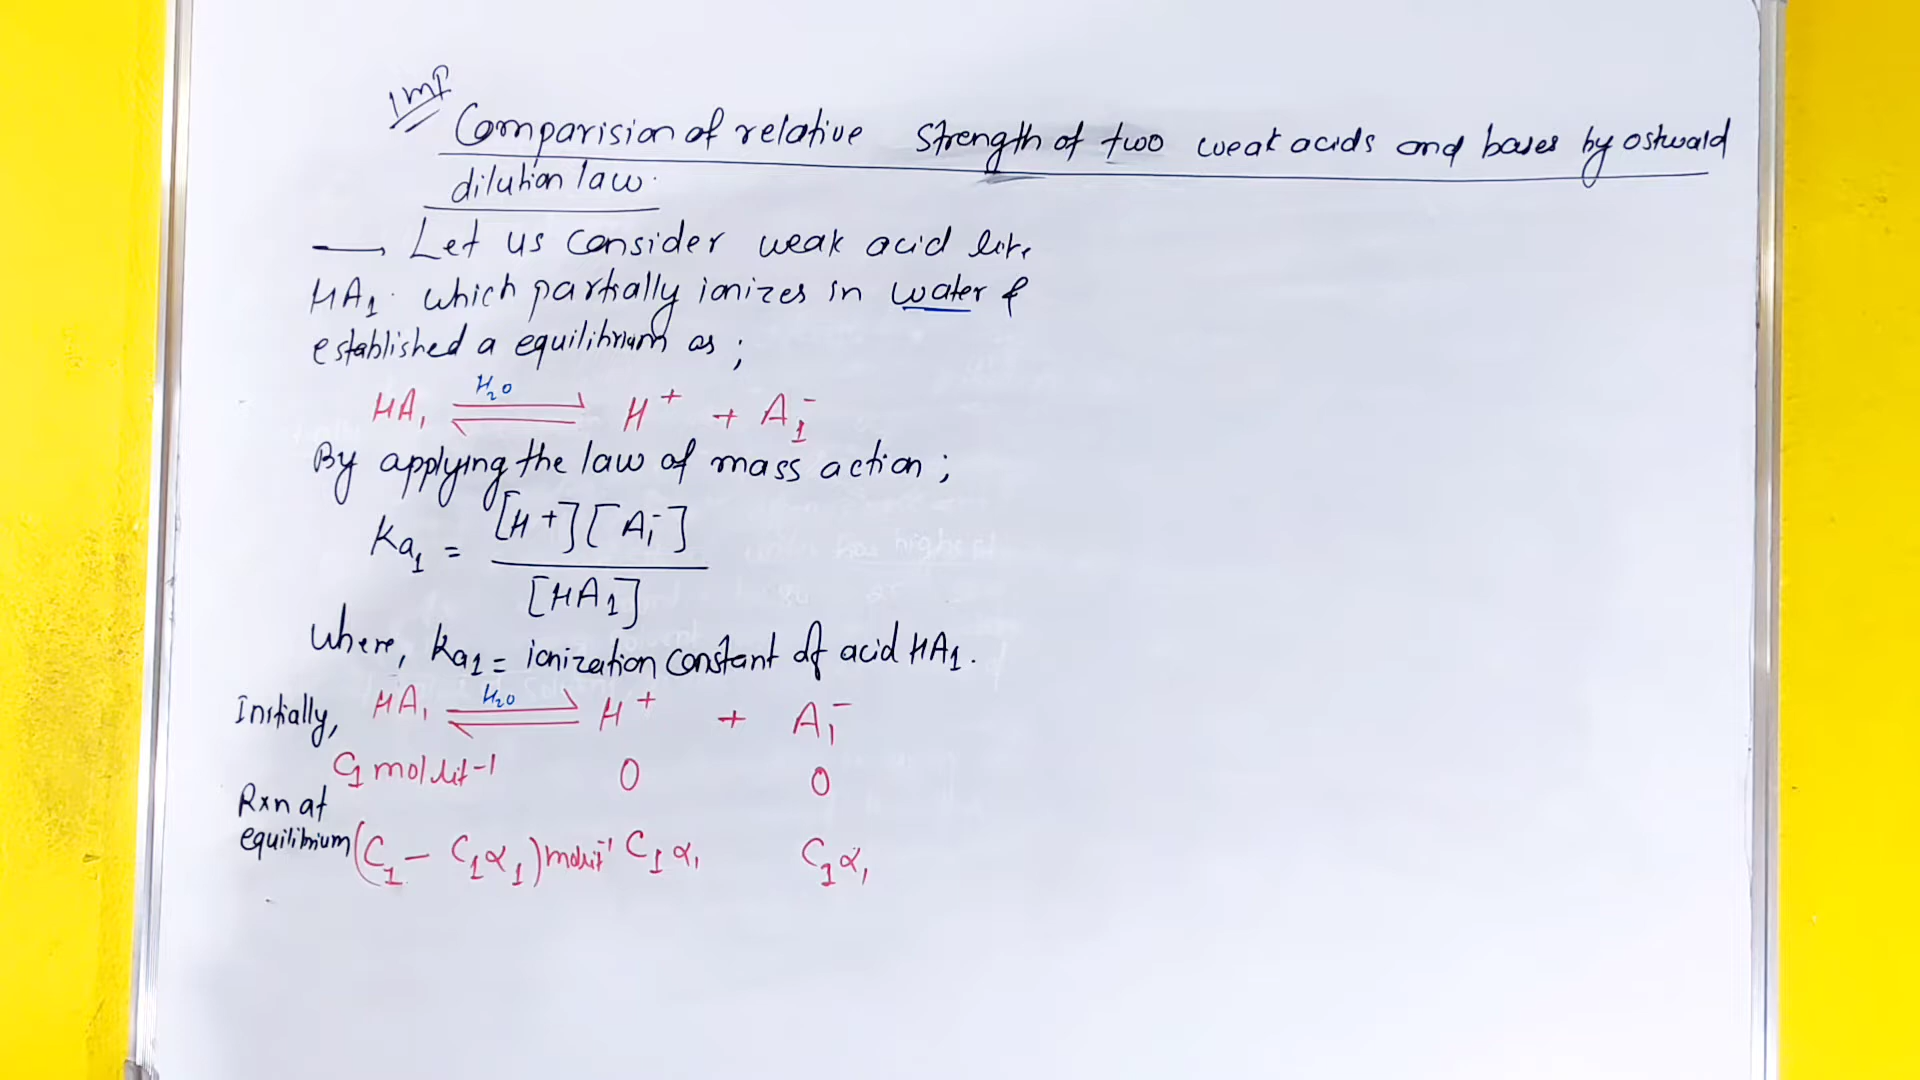 Imp
Comparision of relative Strength of two weak acids and bases by ostwald
dilution law.
→ Let us consider weak acid like
HA₁ which partially ionizes in water &
established a equilibrium as ;
HA₁ ⇌ H₂O H⁺ + A₁⁻
By applying the law of mass action ;
Ka₁ = [H⁺][A₁⁻]
[HA₁]
where, Ka₁ = ionization constant of acid HA₁.
Initially, HA₁ ⇌ H₂O H⁺ + A₁⁻
C₁ mol lit⁻¹ 0 0
Rxn at
equilibrium (C₁ - C₁α₁) mol lit⁻¹ C₁α₁ C₁α₁